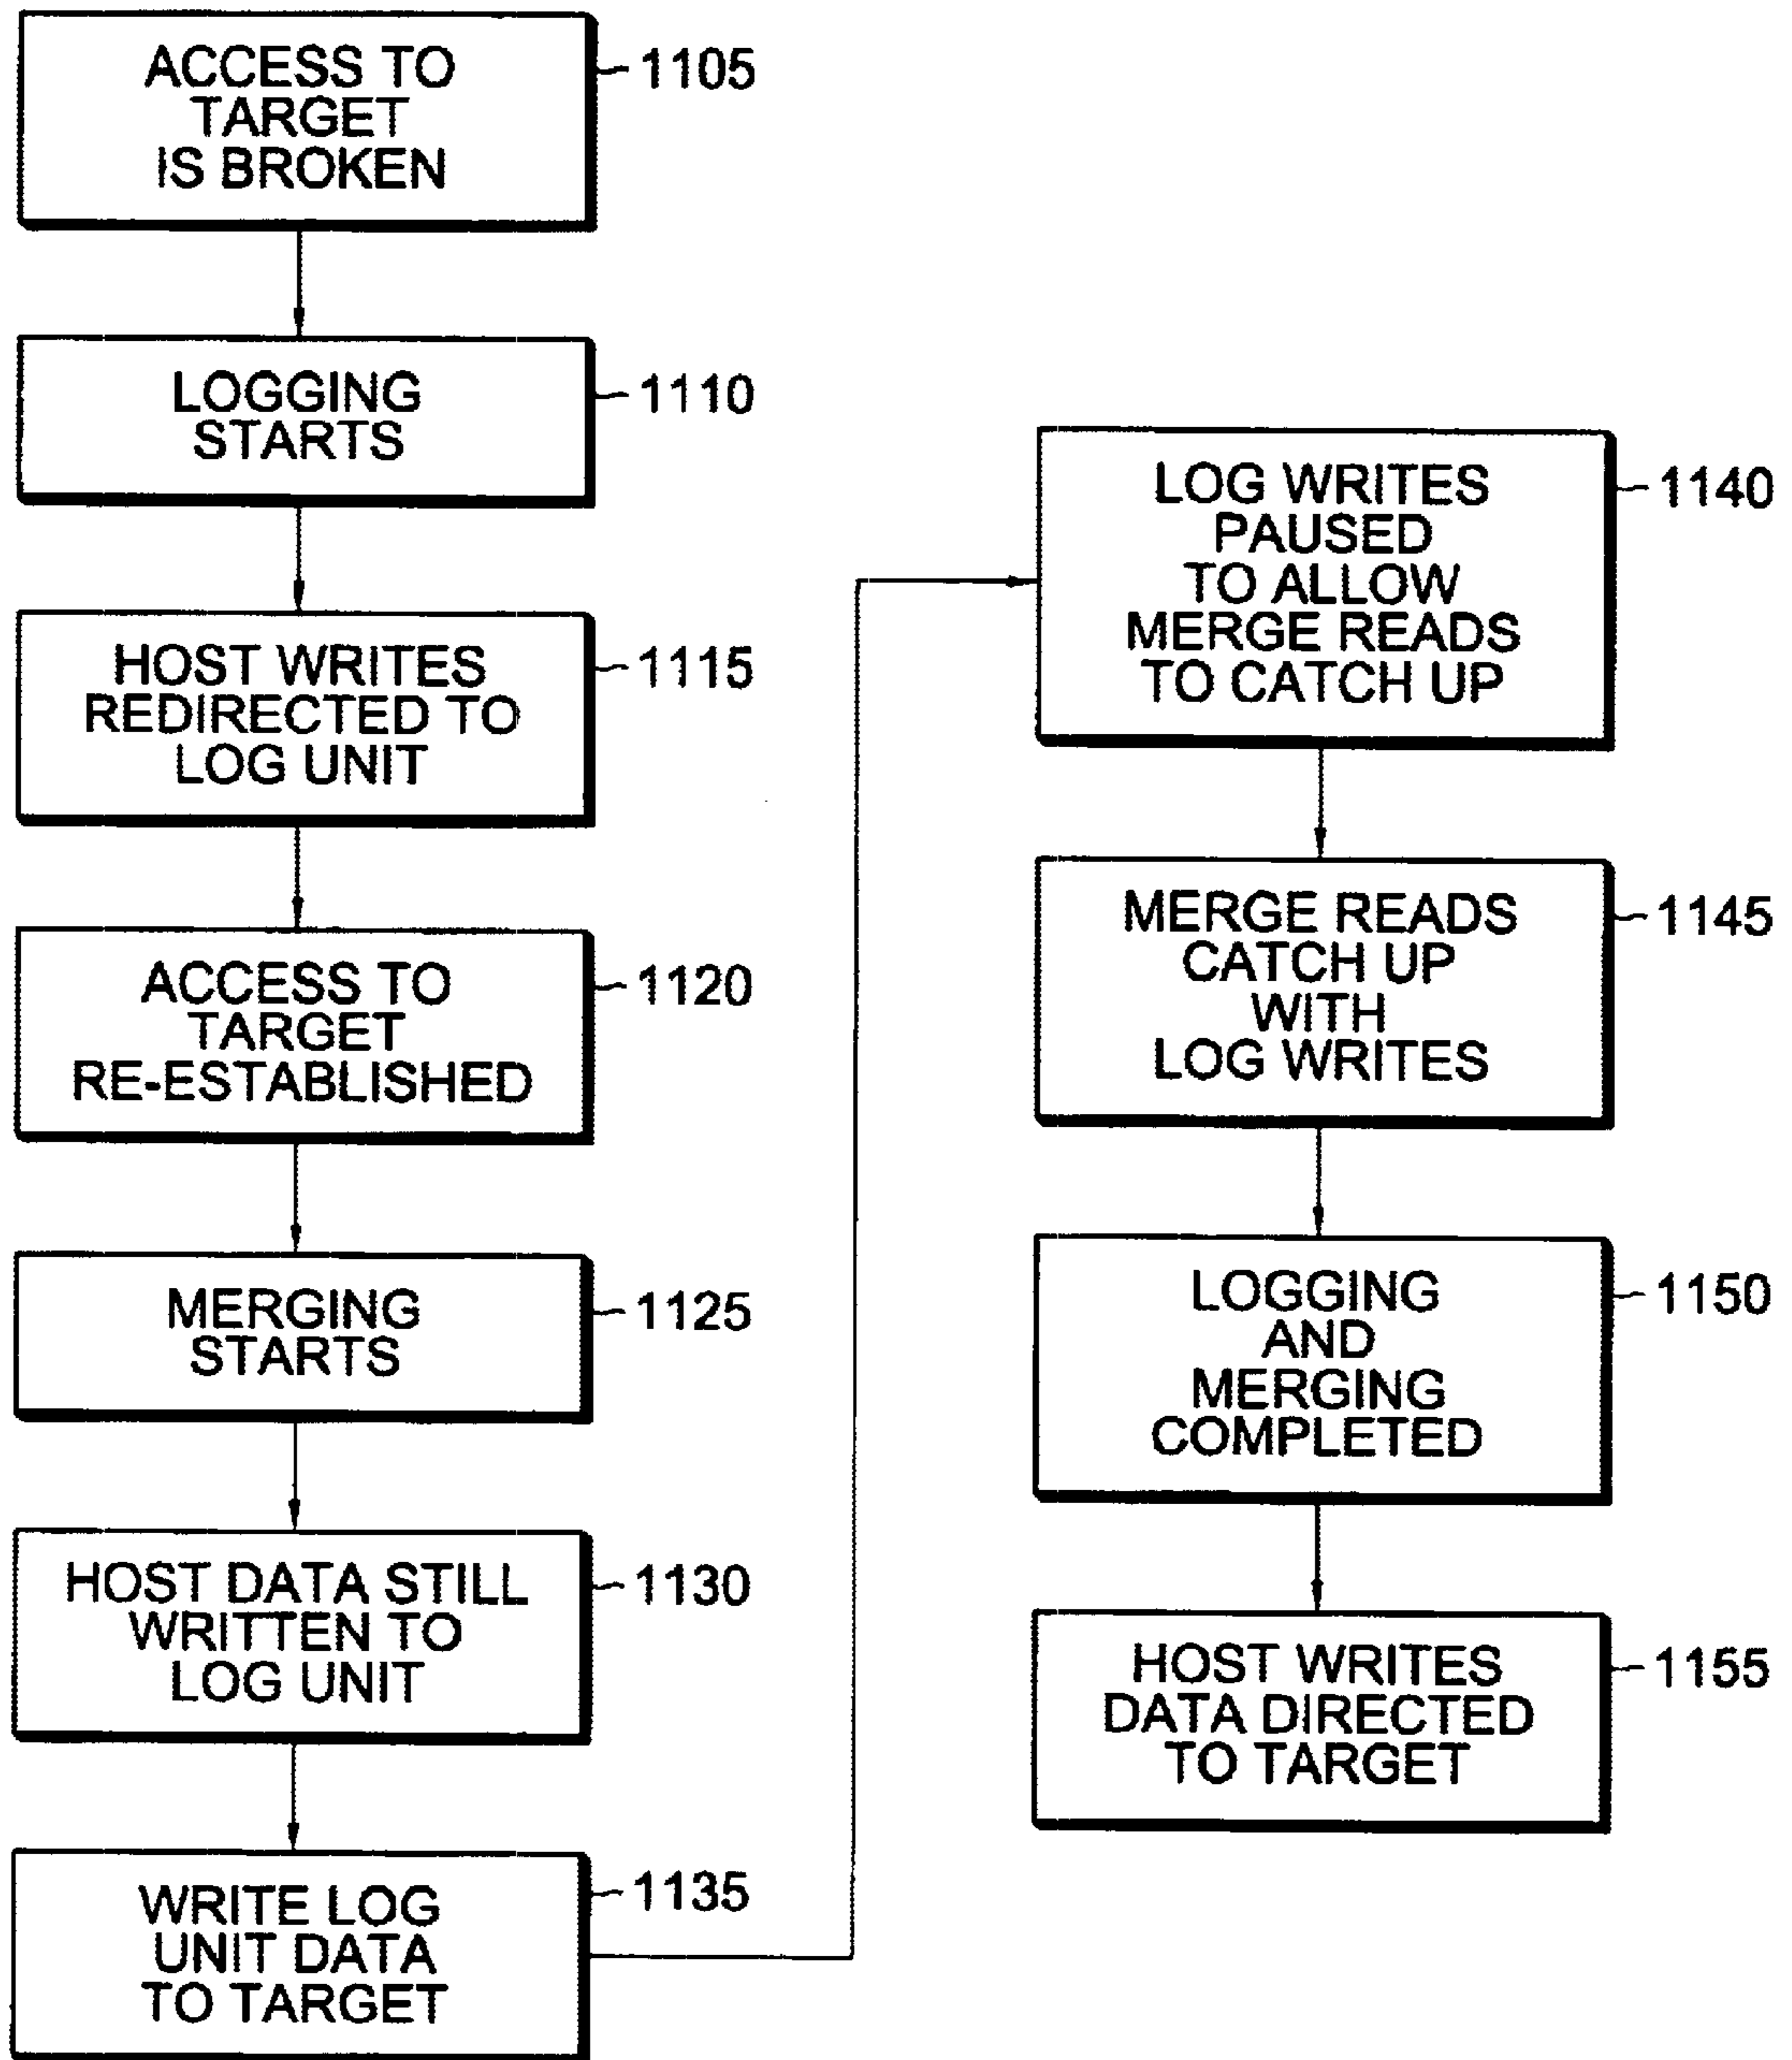 ACCESS TO
TARGET
IS BROKEN
1105
LOGGING
STARTS
1110
HOST WRITES
REDIRECTED TO
LOG UNIT
1115
ACCESS TO
TARGET
RE-ESTABLISHED
1120
MERGING
STARTS
1125
HOST DATA STILL
WRITTEN TO
LOG UNIT
1130
WRITE LOG
UNIT DATA
TO TARGET
1135
LOG WRITES
PAUSED
TO ALLOW
MERGE READS
TO CATCH UP
1140
MERGE READS
CATCH UP
WITH
LOG WRITES
1145
LOGGING
AND
MERGING
COMPLETED
1150
HOST WRITES
DATA DIRECTED
TO TARGET
1155